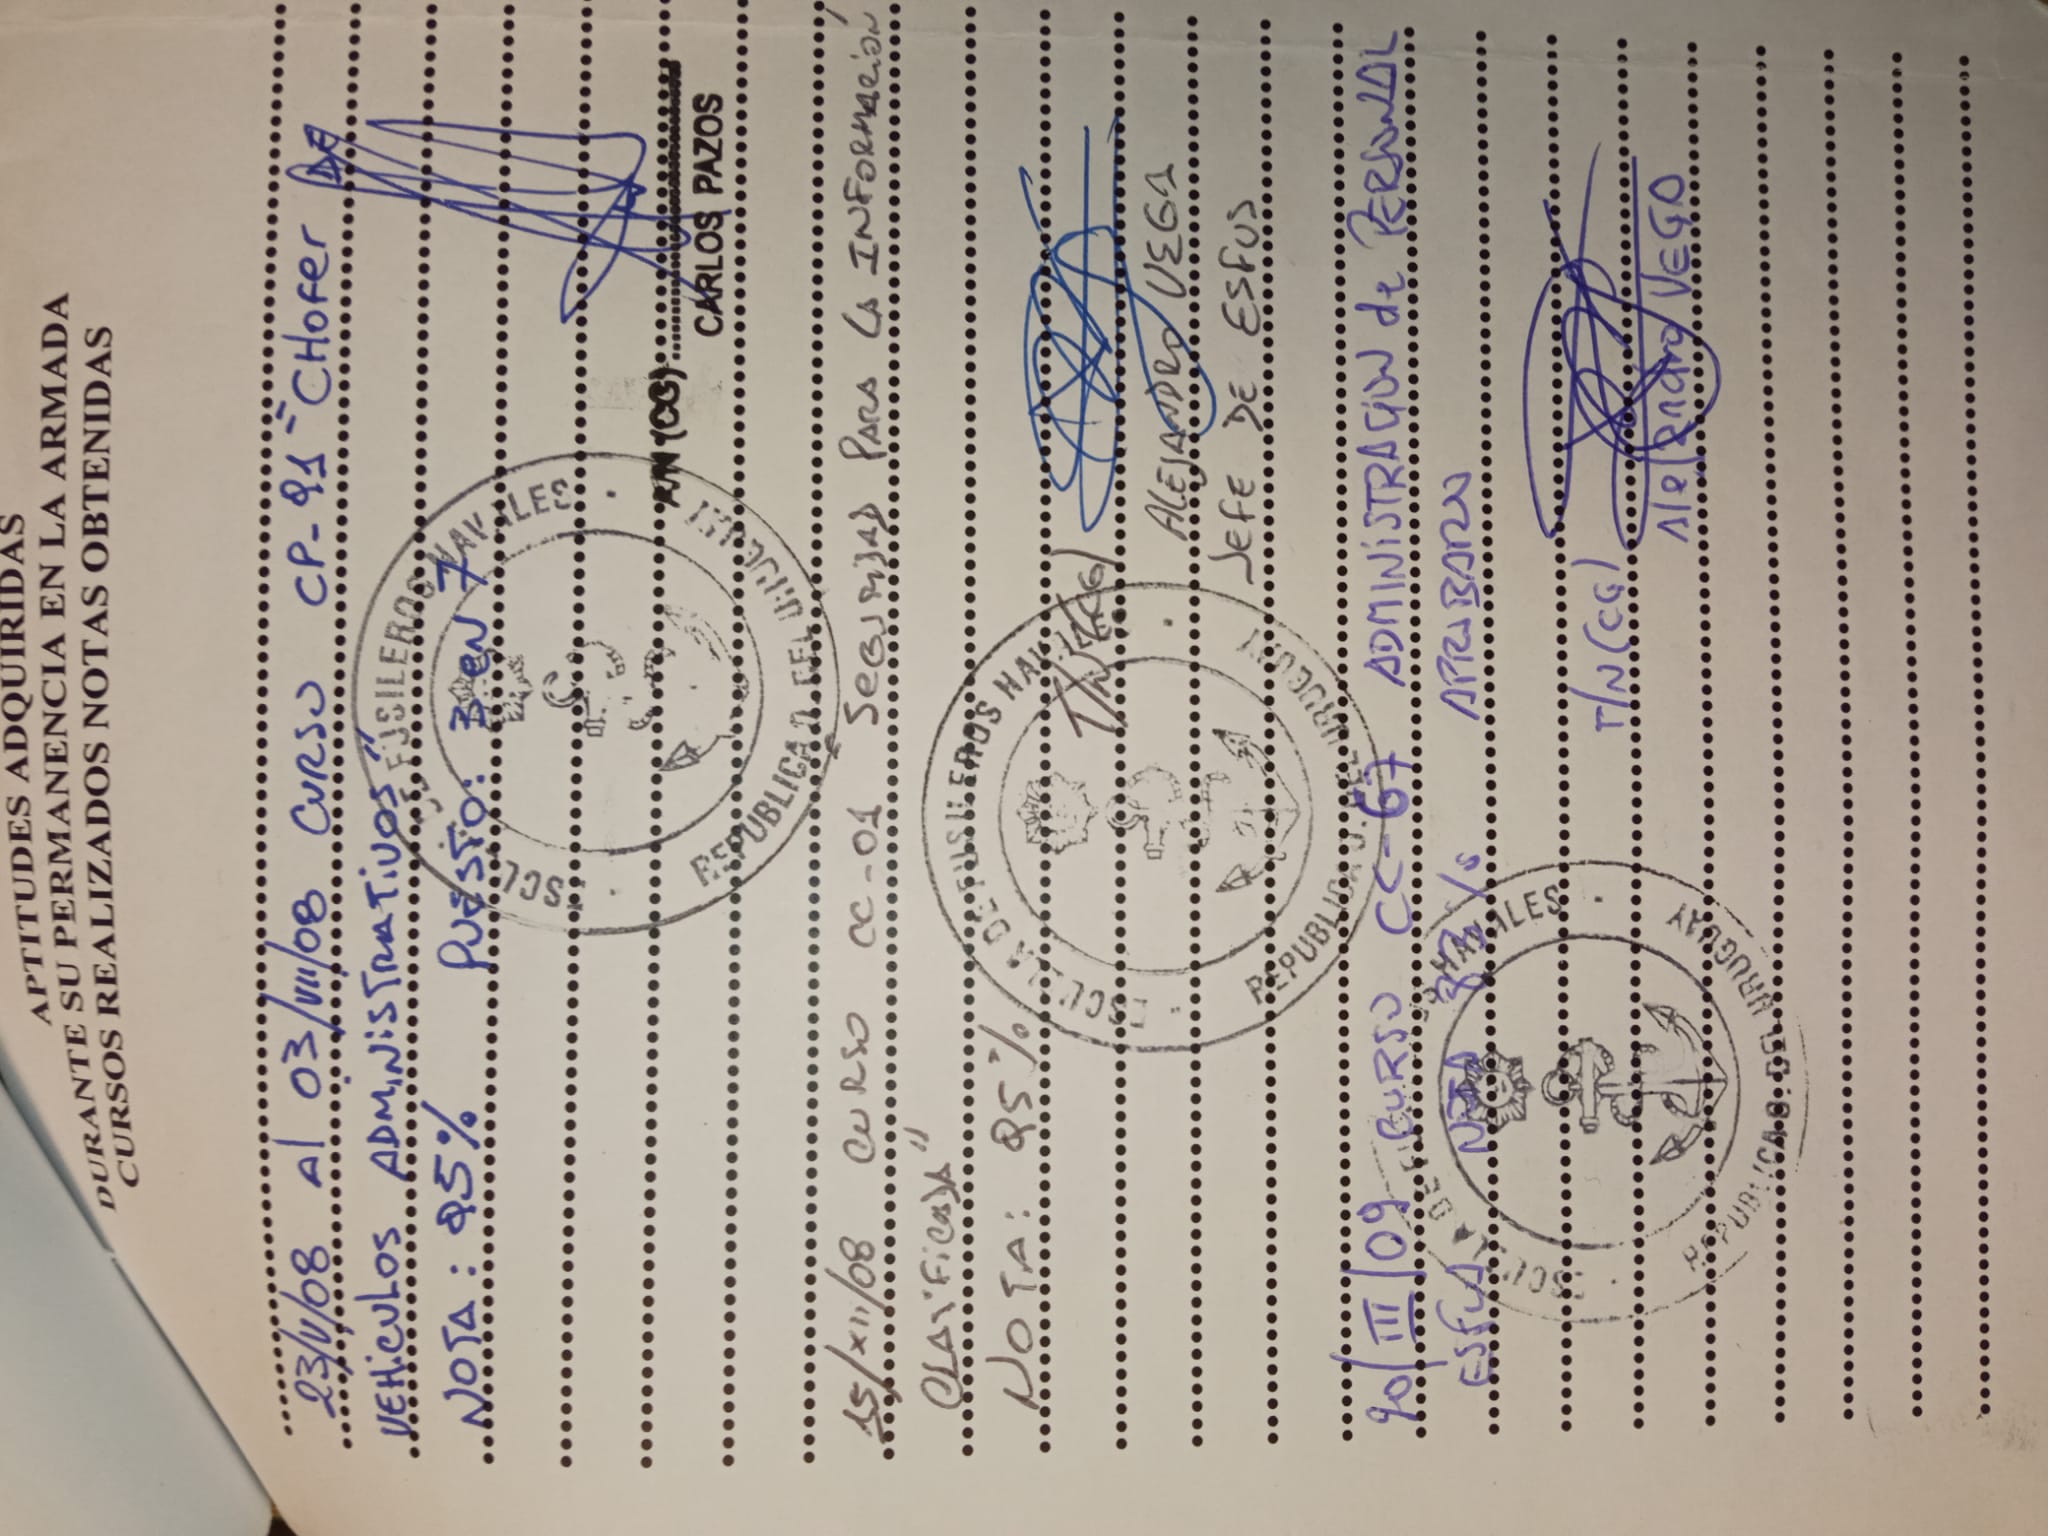 APTITUDES ADQUIRIDAS
DURANTE SU PERMANENCIA EN LA ARMADA
CURSOS REALIZADOS NOTAS OBTENIDAS
23/V/08 Al 03/VII/08 CURSO CP-91 "CHOFER DE
VEHICULOS ADMINISTRATIVOS"
NOTA: 95% PUESTO: 3 en 7
ESCUELA DE FUSILEROS NAVALES
REPUBLICA O. DEL URUGUAY
A/N (CG)
CARLOS PAZOS
15/XII/08 CURSO CC-01 SEGURIDAD PARA LA INFORMACIÓN
CLASIFICADA"
NOTA: 95%
ESCUELA DE FUSILEROS NAVALES
REPUBLICA O. DEL URUGUAY
T/N (CG)
ALEJANDRO VEGA
JEFE DE ESFUS
/III/09 CURSO CC-67 ADMINISTRACION de PERSONAL
NOTA APROBADO
ESCUELA DE FUSILEROS NAVALES
REPUBLICA O. DEL URUGUAY
T/N (CG)
Alejandro VEGA